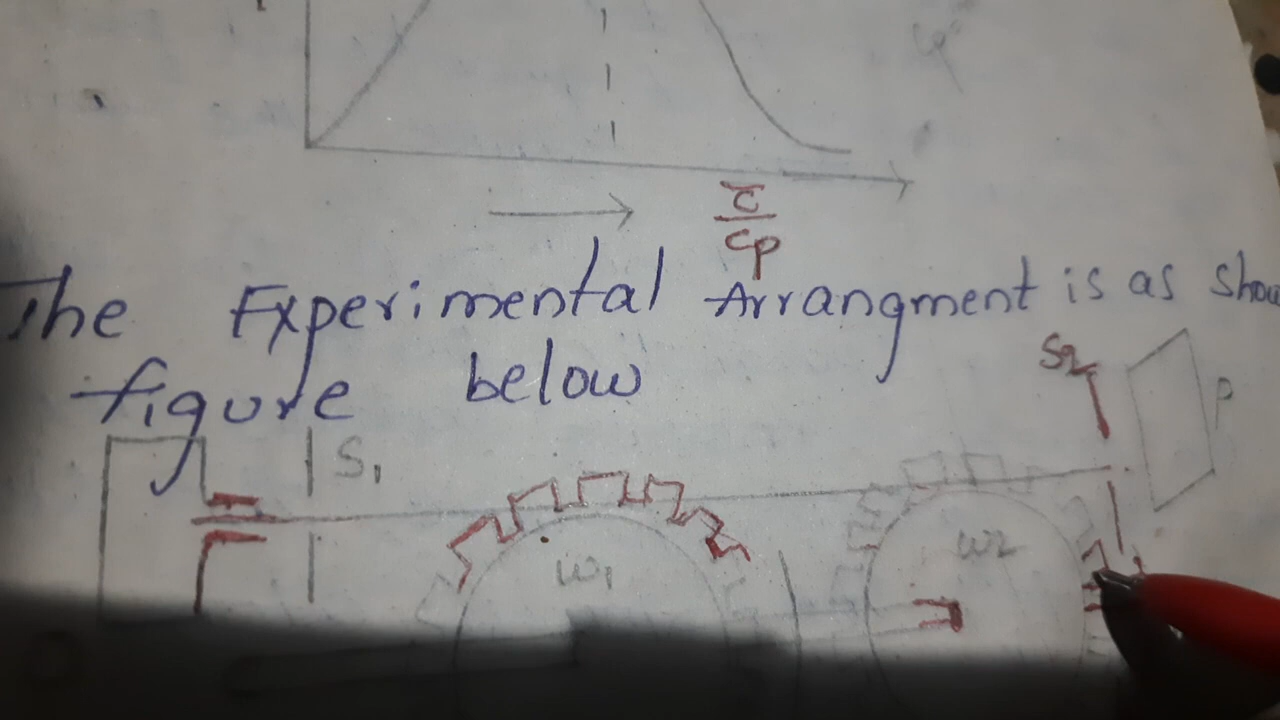 c̄
cp
The Experimental Arrangment is as show
figure below
S2
P
S1
W1
W2